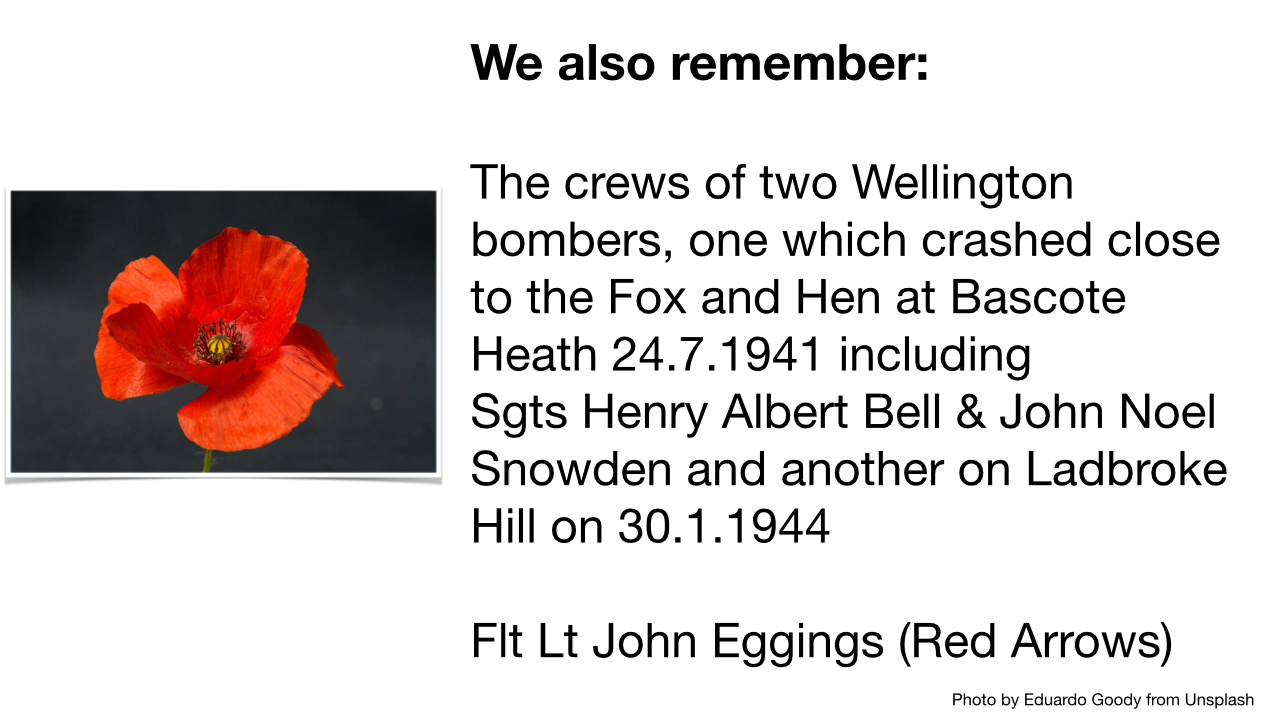 We also remember:
The crews of two Wellington
bombers, one which crashed close
to the Fox and Hen at Bascote
Heath 24.7.1941 including
Sgts Henry Albert Bell & John Noel
Snowden and another on Ladbroke
Hill on 30.1.1944
Flt Lt John Eggings (Red Arrows)
Photo by Eduardo Goody from Unsplash